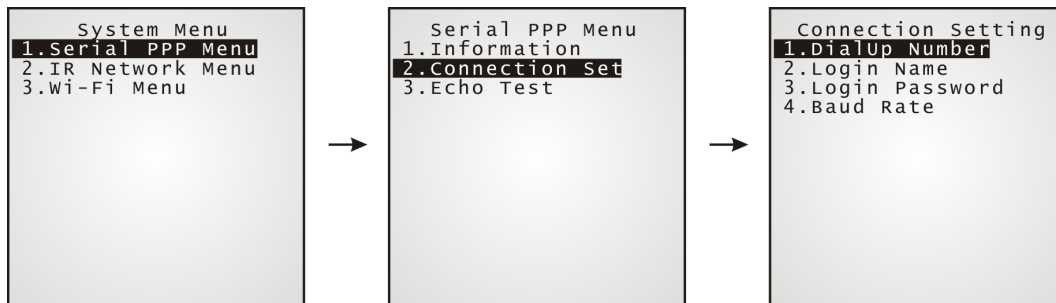 System Menu
1.Serial PPP Menu
2.IR Network Menu
3.Wi-Fi Menu
Serial PPP Menu
1.Information
2.Connection Set
3.Echo Test
Connection Setting
1.DialUp Number
2.Login Name
3.Login Password
4.Baud Rate